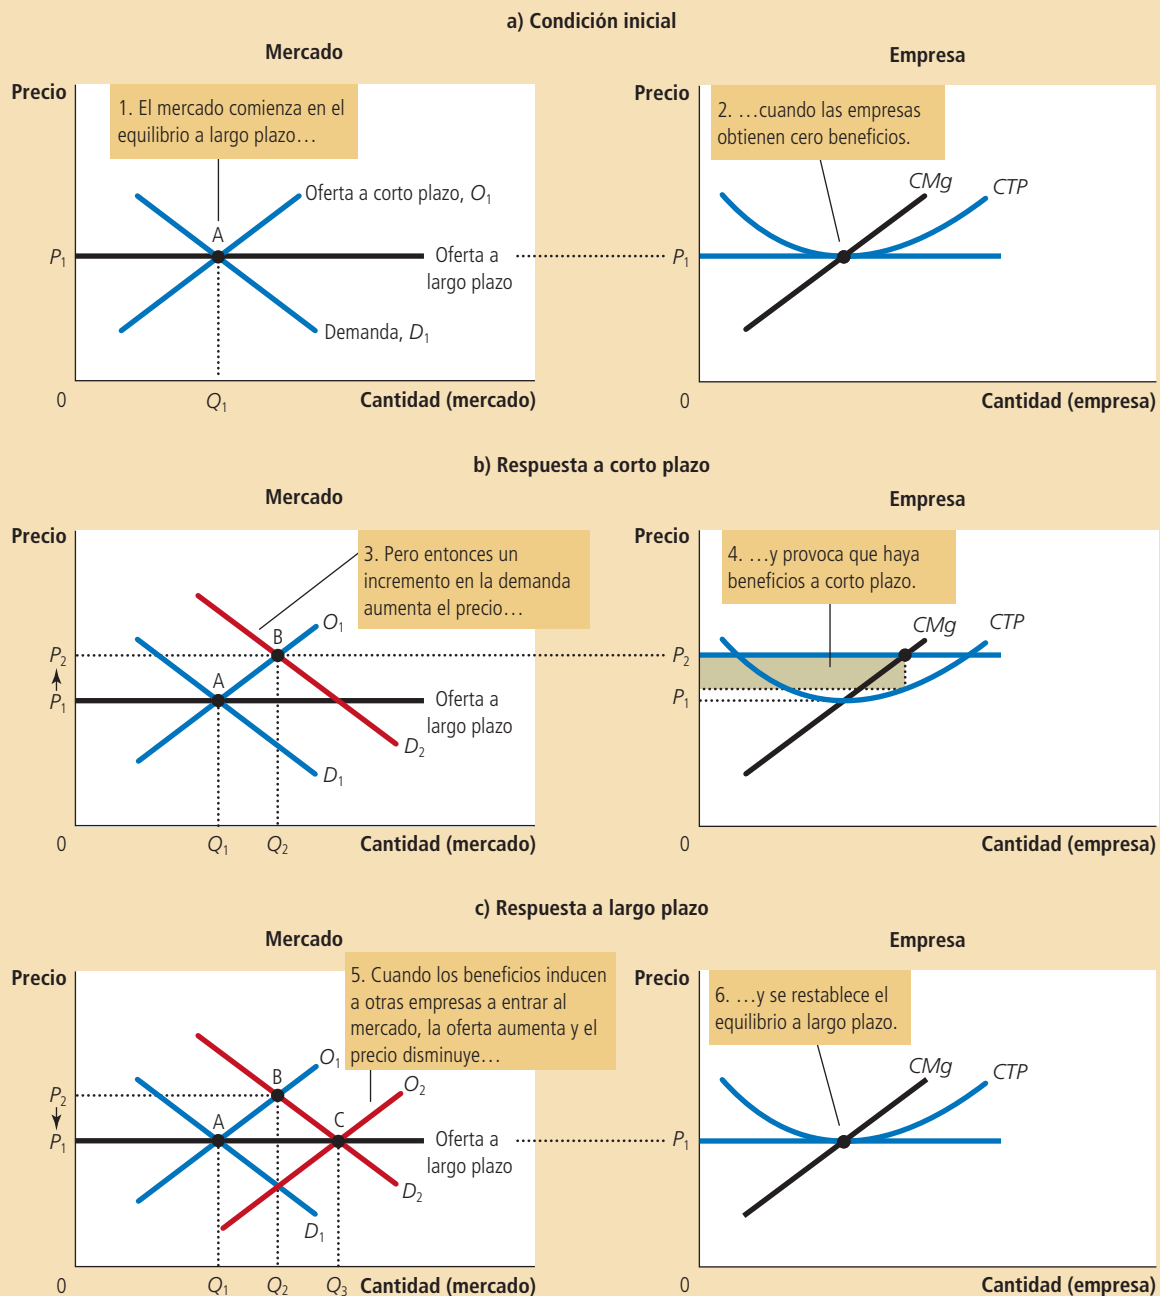 a) Condición inicial
Mercado
Empresa
Precio
1. El mercado comienza en el
equilibrio a largo plazo…
Oferta a corto plazo, O1
A
P1
Oferta a
largo plazo
Demanda, D1
0
Q1
Cantidad (mercado)
Precio
2. …cuando las empresas
obtienen cero beneficios.
CMg
CTP
P1
0
Cantidad (empresa)
b) Respuesta a corto plazo
Mercado
Empresa
Precio
3. Pero entonces un
incremento en la demanda
aumenta el precio…
O1
B
P2
A
P1
Oferta a
largo plazo
D2
D1
0
Q1
Q2
Cantidad (mercado)
Precio
4. …y provoca que haya
beneficios a corto plazo.
CMg
CTP
P2
P1
0
Cantidad (empresa)
c) Respuesta a largo plazo
Mercado
Empresa
Precio
5. Cuando los beneficios inducen
a otras empresas a entrar al
mercado, la oferta aumenta y el
precio disminuye…
O1
B
O2
P2
A
C
P1
Oferta a
largo plazo
D2
D1
0
Q1
Q2
Q3
Cantidad (mercado)
Precio
6. …y se restablece el
equilibrio a largo plazo.
CMg
CTP
P1
0
Cantidad (empresa)